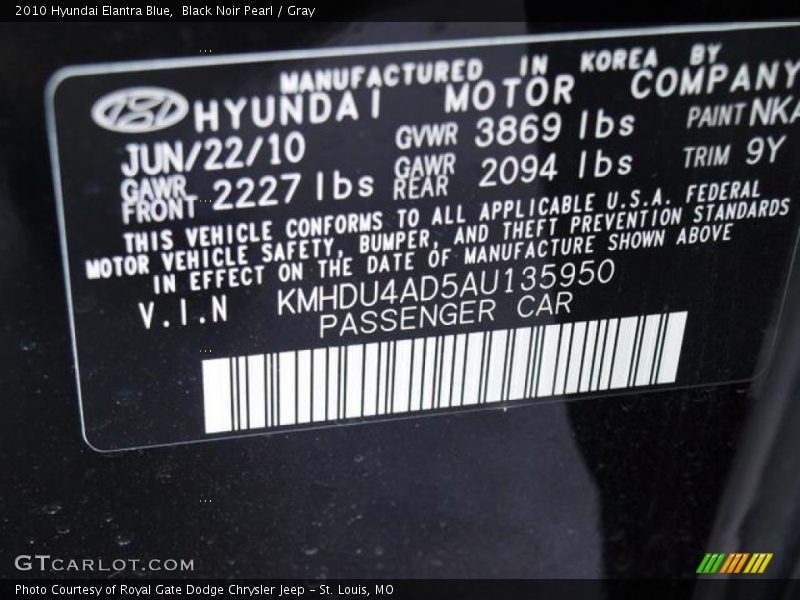 2010 Hyundai Elantra Blue,  Black Noir Pearl / Gray
MANUFACTURED IN KOREA BY
HYUNDAI MOTOR COMPANY
JUN/22/10 GVWR 3869 lbs PAINT NKA
GAWR FRONT 2227 lbs GAWR REAR 2094 lbs TRIM 9Y
THIS VEHICLE CONFORMS TO ALL APPLICABLE U.S.A. FEDERAL
MOTOR VEHICLE SAFETY, BUMPER, AND THEFT PREVENTION STANDARDS
IN EFFECT ON THE DATE OF MANUFACTURE SHOWN ABOVE
V.I.N KMHDU4AD5AU135950
PASSENGER CAR
GTCARLOT.COM
Photo Courtesy of Royal Gate Dodge Chrysler Jeep - St. Louis, MO